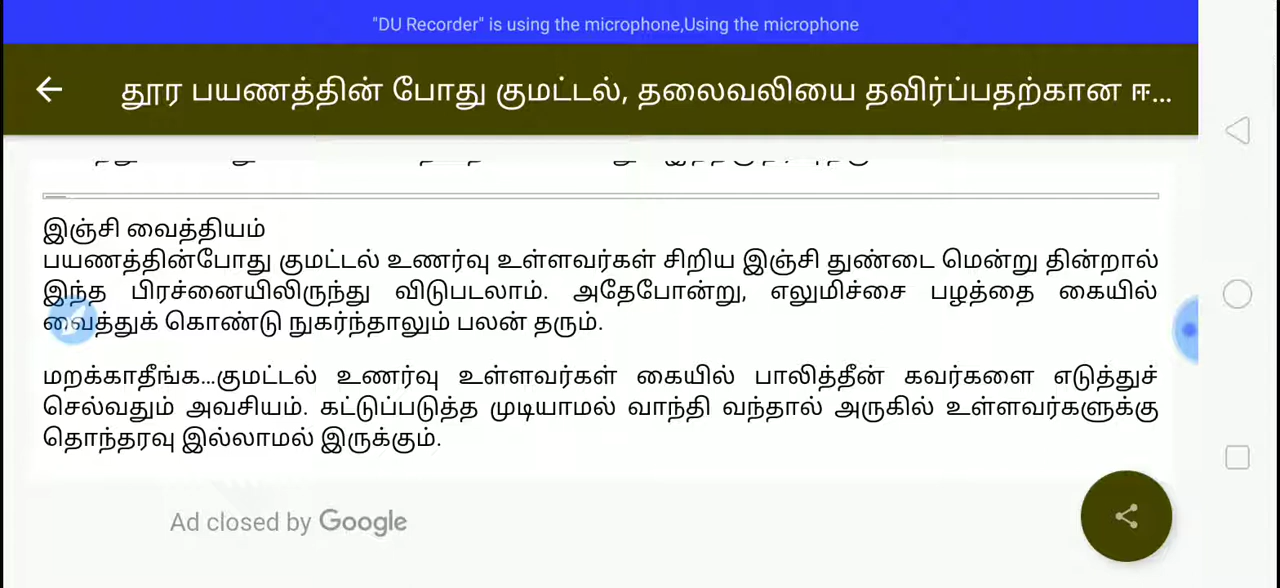 "DU Recorder" is using the microphone,Using the microphone
தூர பயணத்தின் போது குமட்டல், தலைவலியை தவிர்ப்பதற்கான ஈ...
இஞ்சி வைத்தியம்
பயணத்தின்போது குமட்டல் உணர்வு உள்ளவர்கள் சிறிய இஞ்சி துண்டை மென்று தின்றால்
இந்த பிரச்னையிலிருந்து விடுபடலாம். அதேபோன்று, எலுமிச்சை பழத்தை கையில்
வைத்துக் கொண்டு நுகர்ந்தாலும் பலன் தரும்.
மறக்காதீங்க...குமட்டல் உணர்வு உள்ளவர்கள் கையில் பாலித்தீன் கவர்களை எடுத்துச்
செல்வதும் அவசியம். கட்டுப்படுத்த முடியாமல் வாந்தி வந்தால் அருகில் உள்ளவர்களுக்கு
தொந்தரவு இல்லாமல் இருக்கும்.
Ad closed by Google